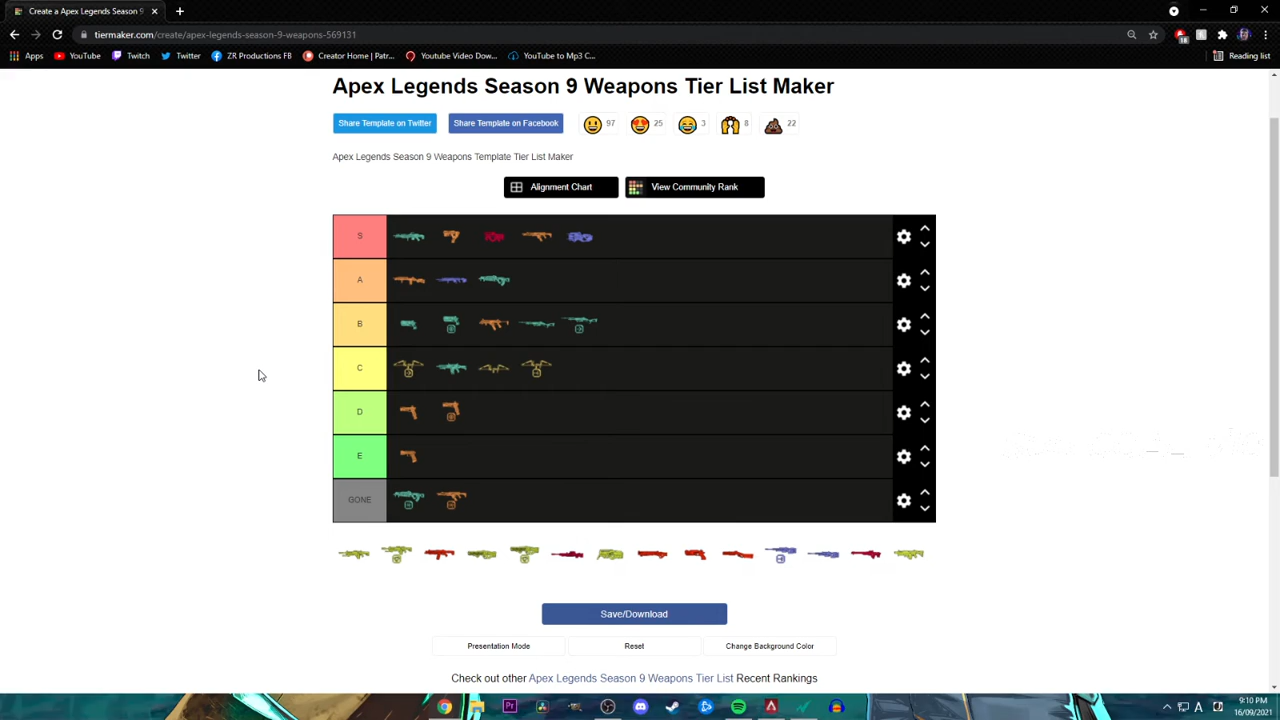 Create a Apex Legends Season 9
tiermaker.com/create/apex-legends-season-9-weapons-569131
18
Apps
YouTube
Twitch
Twitter
ZR Productions FB
Creator Home | Patr...
Youtube Video Dow...
YouTube to Mp3 C...
Reading list
Apex Legends Season 9 Weapons Tier List Maker
Share Template on Twitter
Share Template on Facebook
97
25
3
8
22
Apex Legends Season 9 Weapons Template Tier List Maker
Alignment Chart
View Community Rank
S
A
B
C
D
E
GONE
Save/Download
Presentation Mode
Reset
Change Background Color
Check out other Apex Legends Season 9 Weapons Tier List Recent Rankings
Pr
9:10 PM
16/09/2021